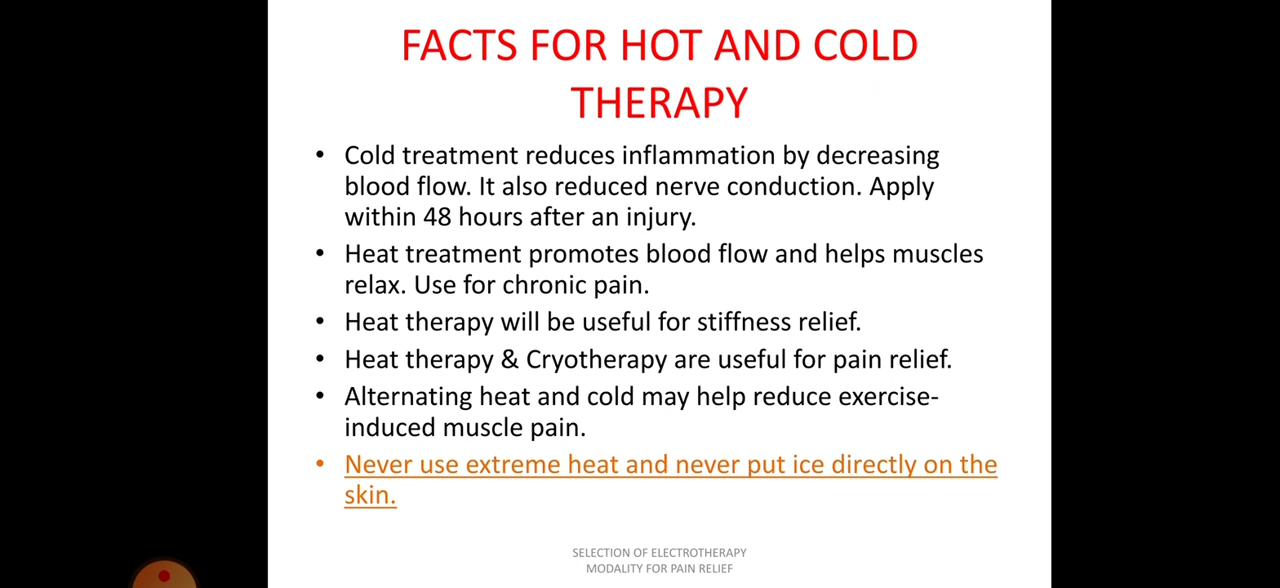 FACTS FOR HOT AND COLD
THERAPY
• Cold treatment reduces inflammation by decreasing
blood flow. It also reduced nerve conduction. Apply
within 48 hours after an injury.
• Heat treatment promotes blood flow and helps muscles
relax. Use for chronic pain.
• Heat therapy will be useful for stiffness relief.
• Heat therapy & Cryotherapy are useful for pain relief.
• Alternating heat and cold may help reduce exercise-
induced muscle pain.
• Never use extreme heat and never put ice directly on the
skin.
SELECTION OF ELECTROTHERAPY
MODALITY FOR PAIN RELIEF